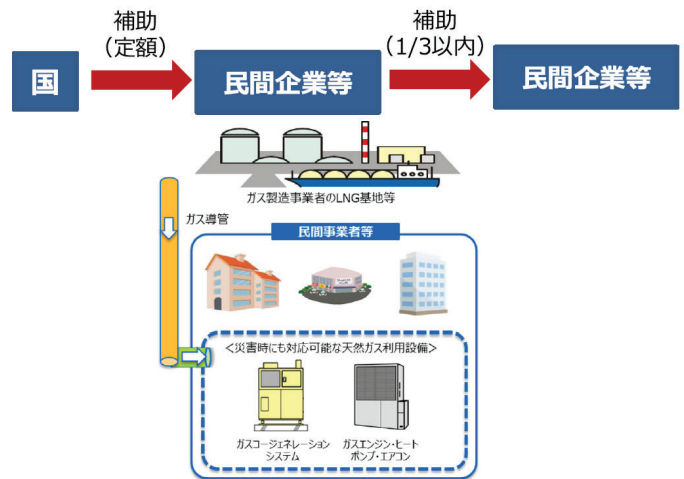 補助
（定額）
補助
（1/3以内）
国
民間企業等
民間企業等
ガス製造事業者のLNG基地等
ガス導管
民間事業者等
＜災害時にも対応可能な天然ガス利用設備＞
ガスコージェネレーション
システム
ガスエンジン・ヒート
ポンプ・エアコン